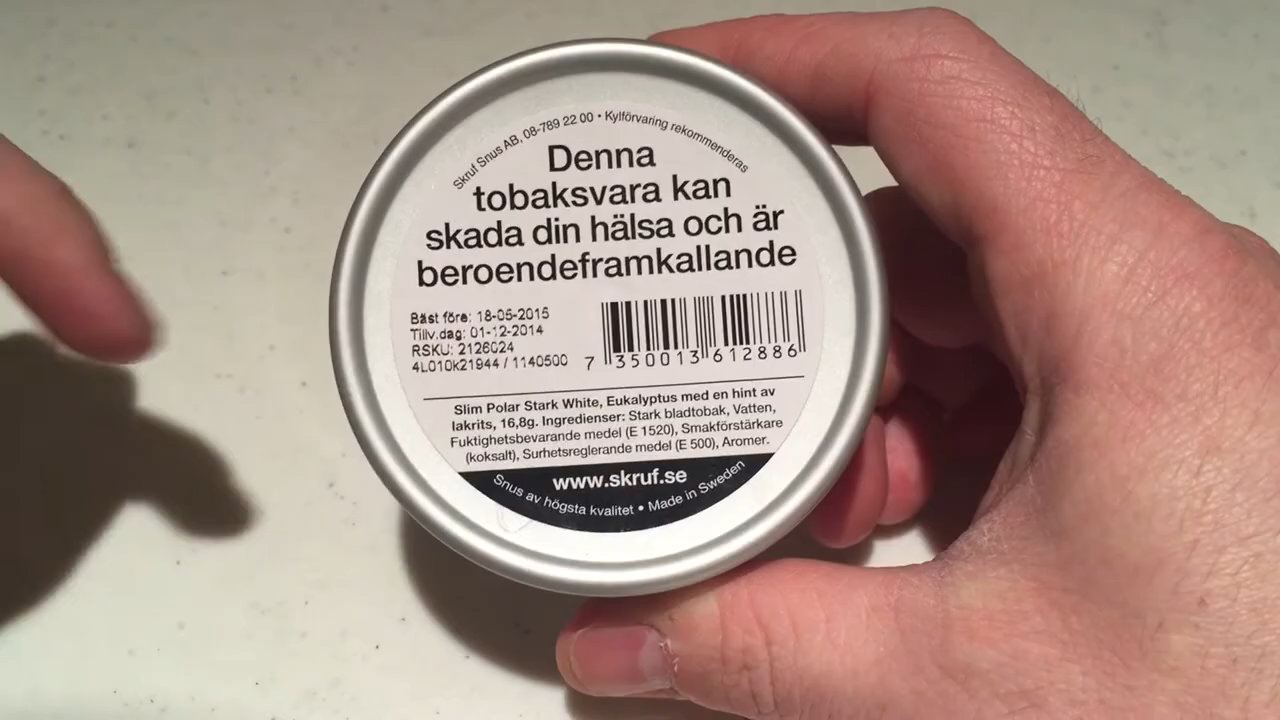 Skruf Snus AB, 08-789 22 00 • Kylförvaring rekommenderas
Denna
tobaksvara kan
skada din hälsa och är
beroendeframkallande
Bäst före: 18-05-2015
Tillv.dag: 01-12-2014
RSKU: 2126024
4L010k21944 / 1140500
7 350013 612886
Slim Polar Stark White, Eukalyptus med en hint av
lakrits, 16,8g. Ingredienser: Stark bladtobak, Vatten,
Fuktighetsbevarande medel (E 1520), Smakförstärkare
(koksalt), Surhetsreglerande medel (E 500), Aromer.
www.skruf.se
Snus av högsta kvalitet • Made in Sweden